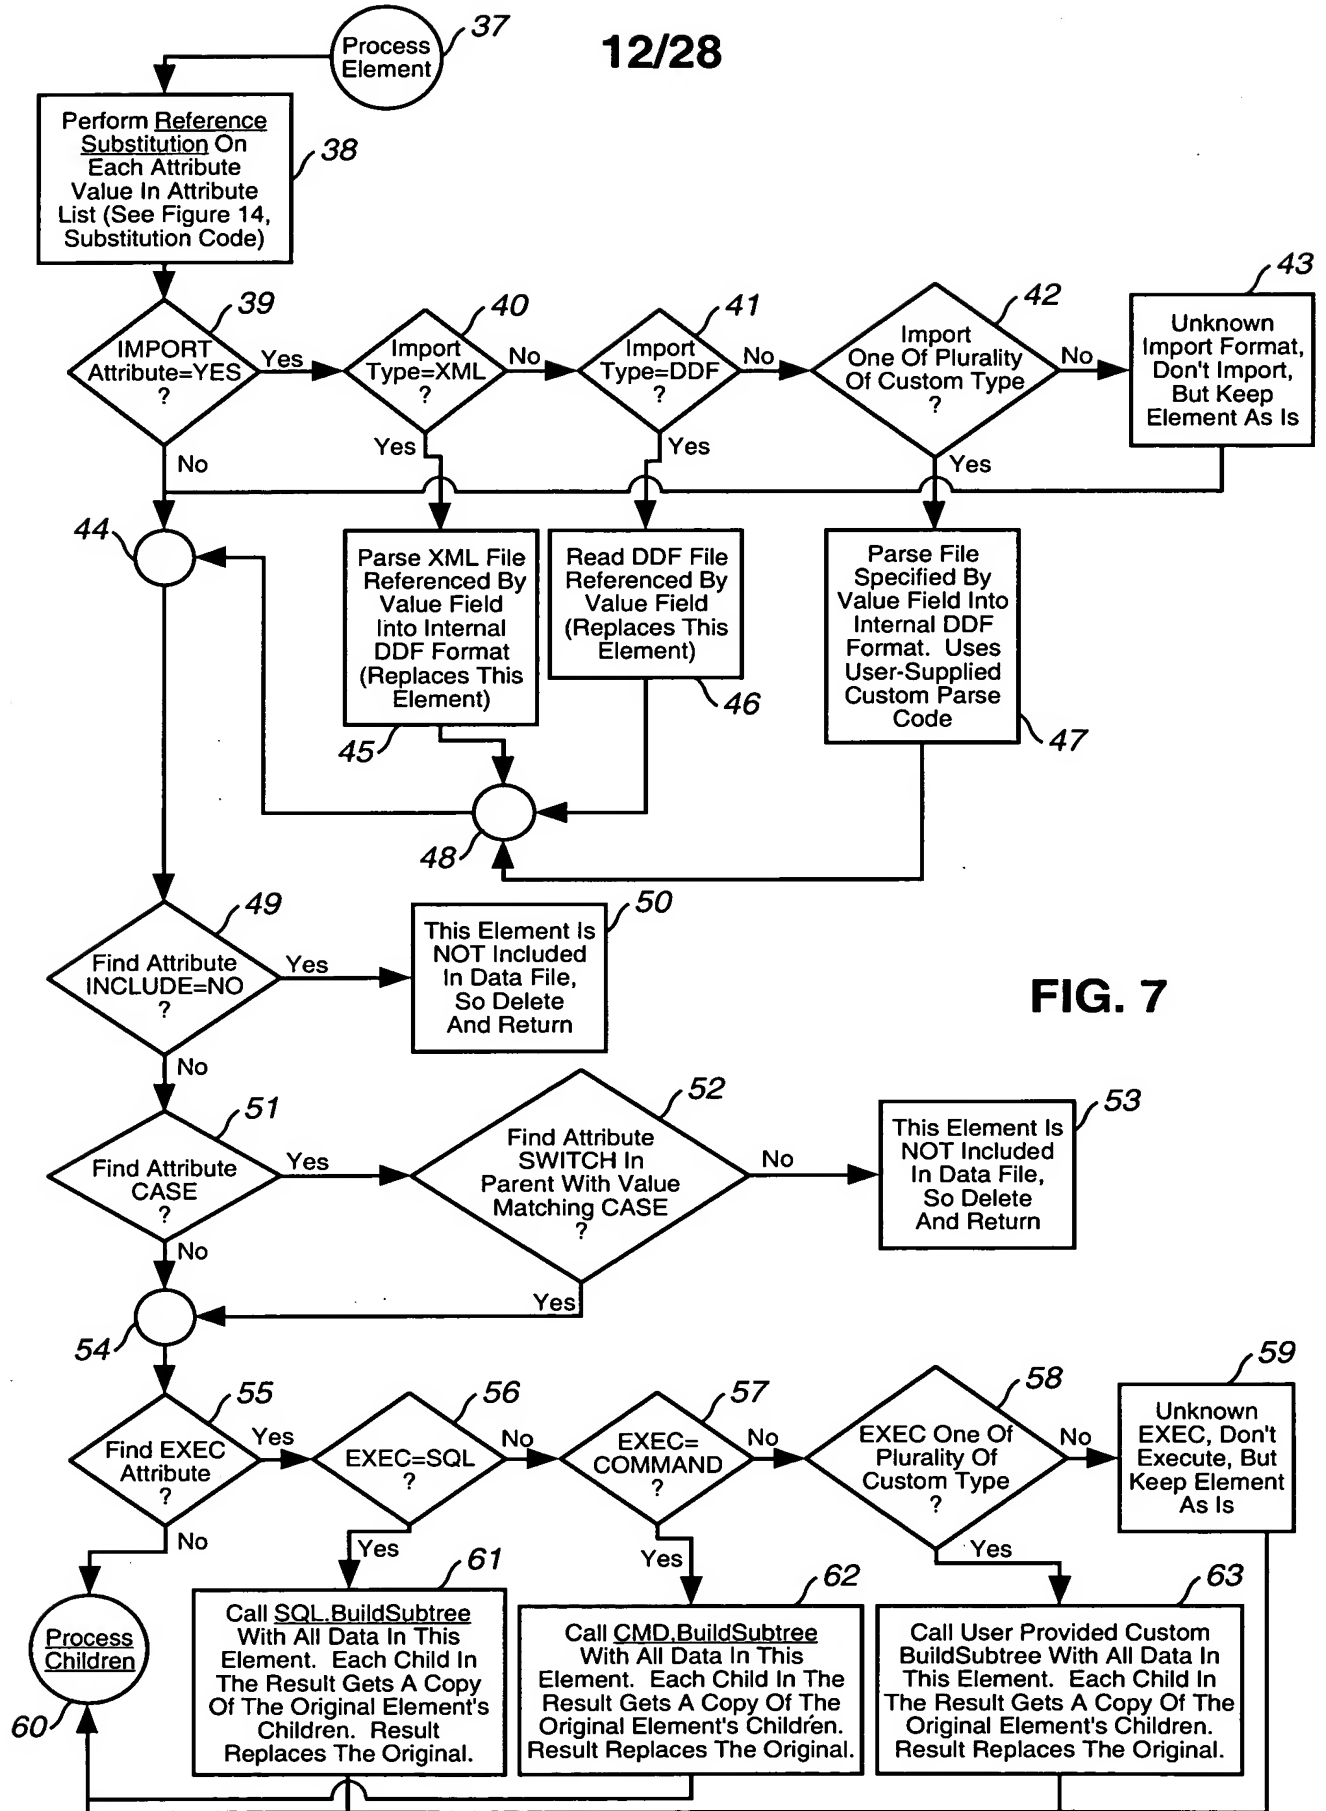 37
12/28
Process
Element
Perform Reference
Substitution On
Each Attribute
Value In Attribute
List (See Figure 14,
Substitution Code)
38
39
IMPORT
Attribute=YES
?
Yes
No
40
Import
Type=XML
?
No
Yes
41
Import
Type=DDF
?
No
Yes
42
Import
One Of Plurality
Of Custom Type
?
No
Yes
43
Unknown
Import Format,
Don't Import,
But Keep
Element As Is
44
Parse XML File
Referenced By
Value Field
Into Internal
DDF Format
(Replaces This
Element)
45
Read DDF File
Referenced By
Value Field
(Replaces This
Element)
46
Parse File
Specified By
Value Field Into
Internal DDF
Format. Uses
User-Supplied
Custom Parse
Code
47
48
49
Find Attribute
INCLUDE=NO
?
Yes
No
50
This Element Is
NOT Included
In Data File,
So Delete
And Return
FIG. 7
51
Find Attribute
CASE
?
Yes
No
52
Find Attribute
SWITCH In
Parent With Value
Matching CASE
?
No
Yes
53
This Element Is
NOT Included
In Data File,
So Delete
And Return
54
55
Find EXEC
Attribute
?
Yes
No
56
EXEC=SQL
?
No
Yes
57
EXEC=
COMMAND
?
No
Yes
58
EXEC One Of
Plurality Of
Custom Type
?
No
Yes
59
Unknown
EXEC, Don't
Execute, But
Keep Element
As Is
Process
Children
60
61
Call SQL.BuildSubtree
With All Data In This
Element. Each Child In
The Result Gets A Copy
Of The Original Element's
Children. Result
Replaces The Original.
62
Call CMD.BuildSubtree
With All Data In This
Element. Each Child In The
Result Gets A Copy Of The
Original Element's Children.
Result Replaces The Original.
63
Call User Provided Custom
BuildSubtree With All Data In
This Element. Each Child In
The Result Gets A Copy Of The
Original Element's Children.
Result Replaces The Original.